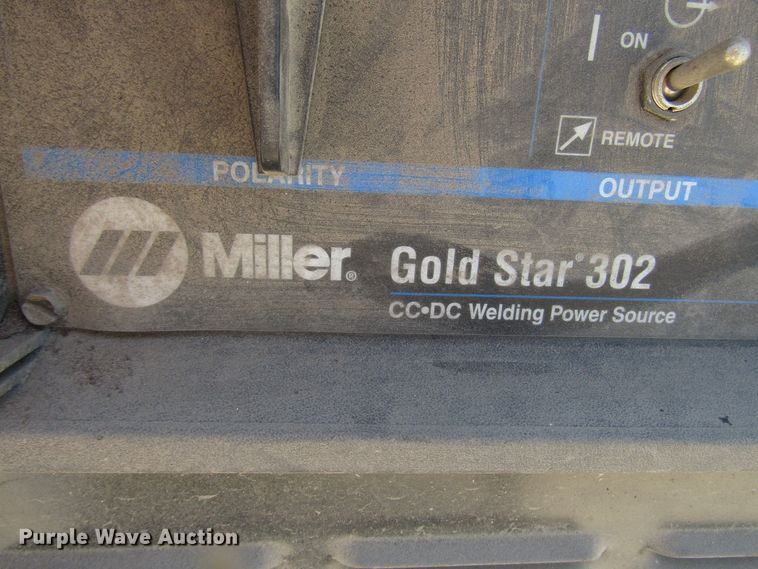 ON
REMOTE
POLARITY
OUTPUT
Miller®
Gold Star® 302
CC•DC Welding Power Source
Purple Wave Auction®